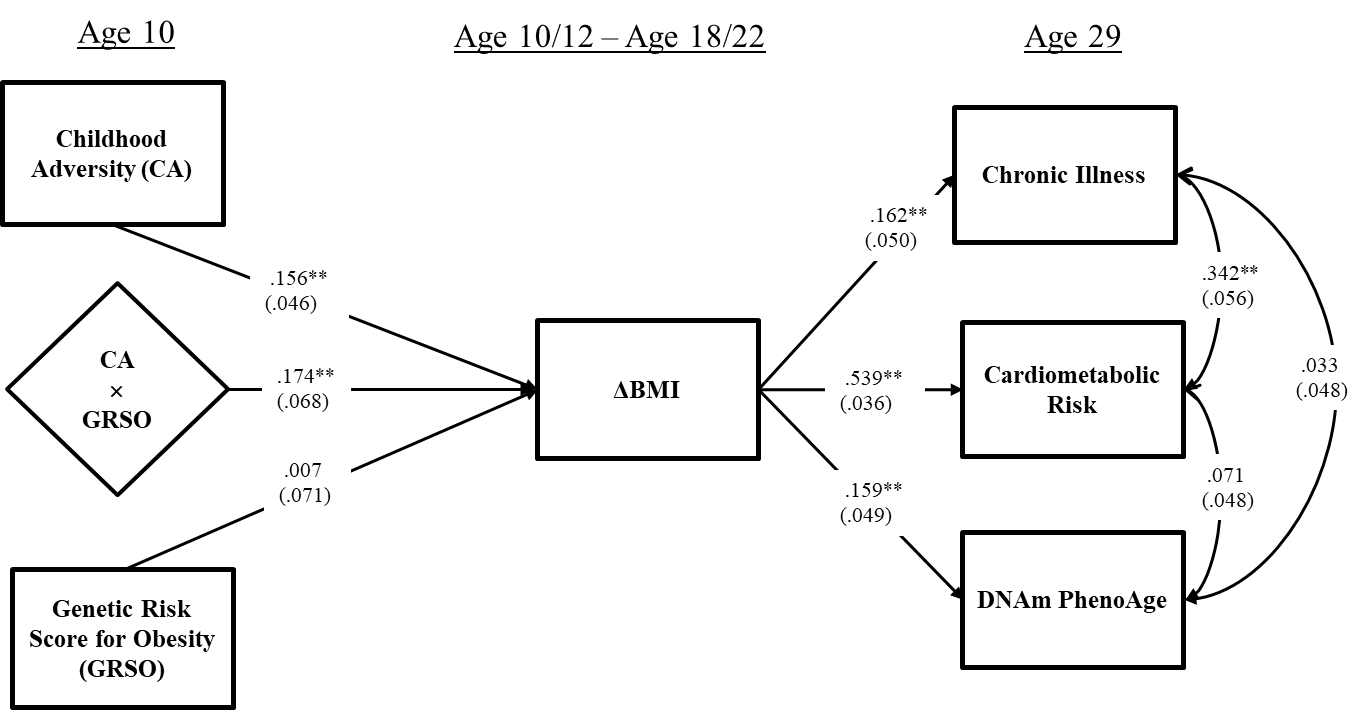 Age 10
Age 10/12 – Age 18/22
Age 29
Childhood
Adversity (CA)
CA
×
GRSO
Genetic Risk
Score for Obesity
(GRSO)
.156**
(.046)
.174**
(.068)
.007
(.071)
ΔBMI
.162**
(.050)
.539**
(.036)
.159**
(.049)
Chronic Illness
Cardiometabolic
Risk
DNAm PhenoAge
.342**
(.056)
.071
(.048)
.033
(.048)